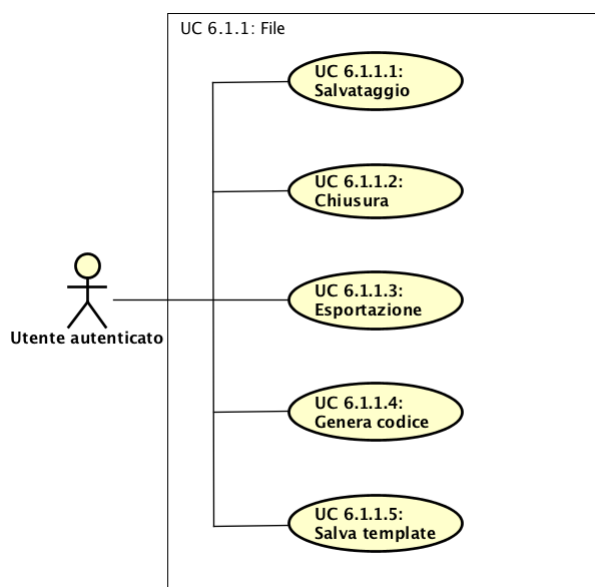 UC 6.1.1: File
UC 6.1.1.1:
Salvataggio
UC 6.1.1.2:
Chiusura
UC 6.1.1.3:
Esportazione
Utente autenticato
UC 6.1.1.4:
Genera codice
UC 6.1.1.5:
Salva template